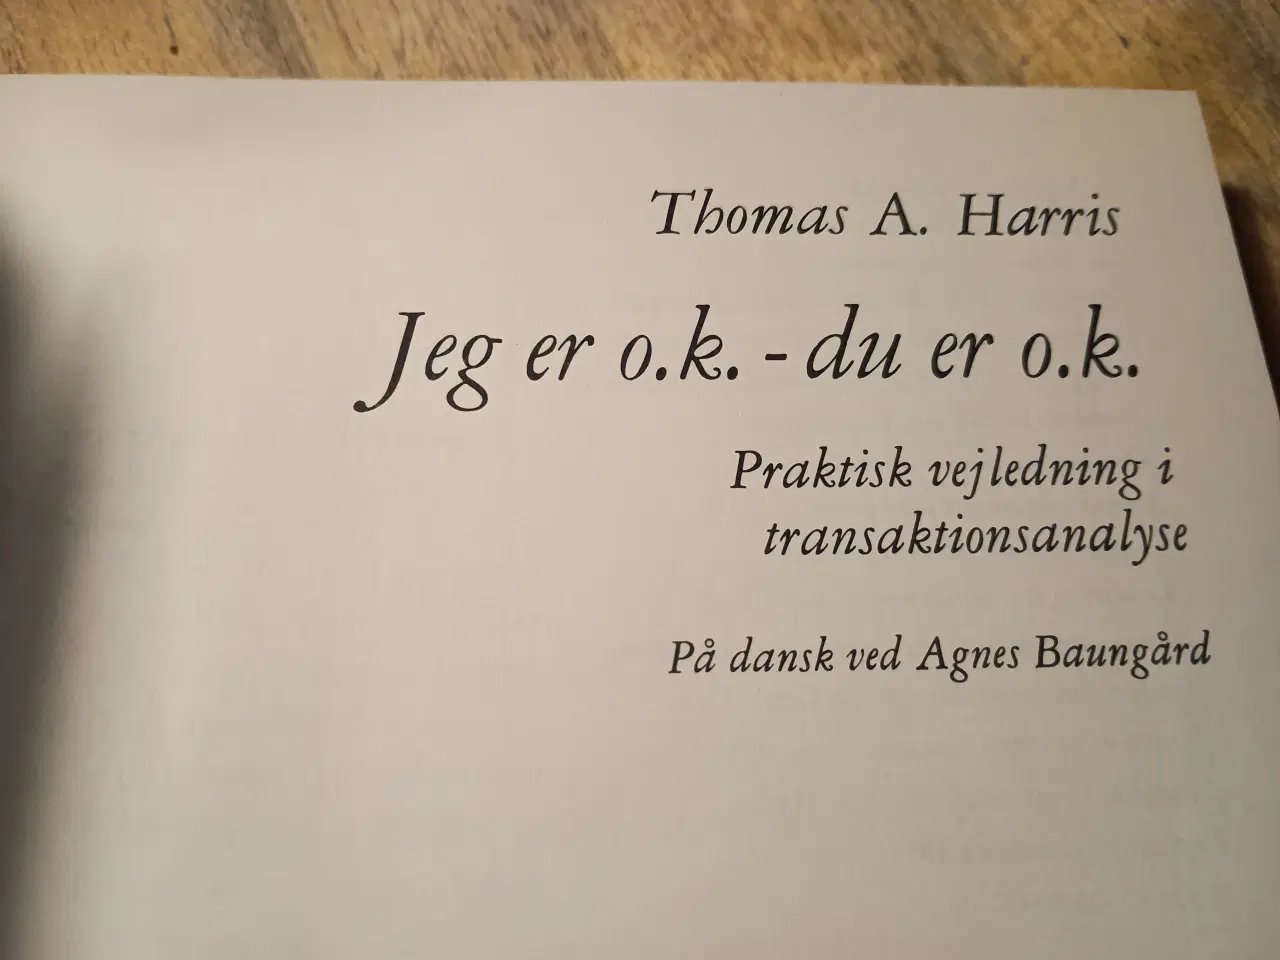 Thomas A. Harris
Jeg er o.k. - du er o.k.
Praktisk vejledning i
transaktionsanalyse
På dansk ved Agnes Baungård